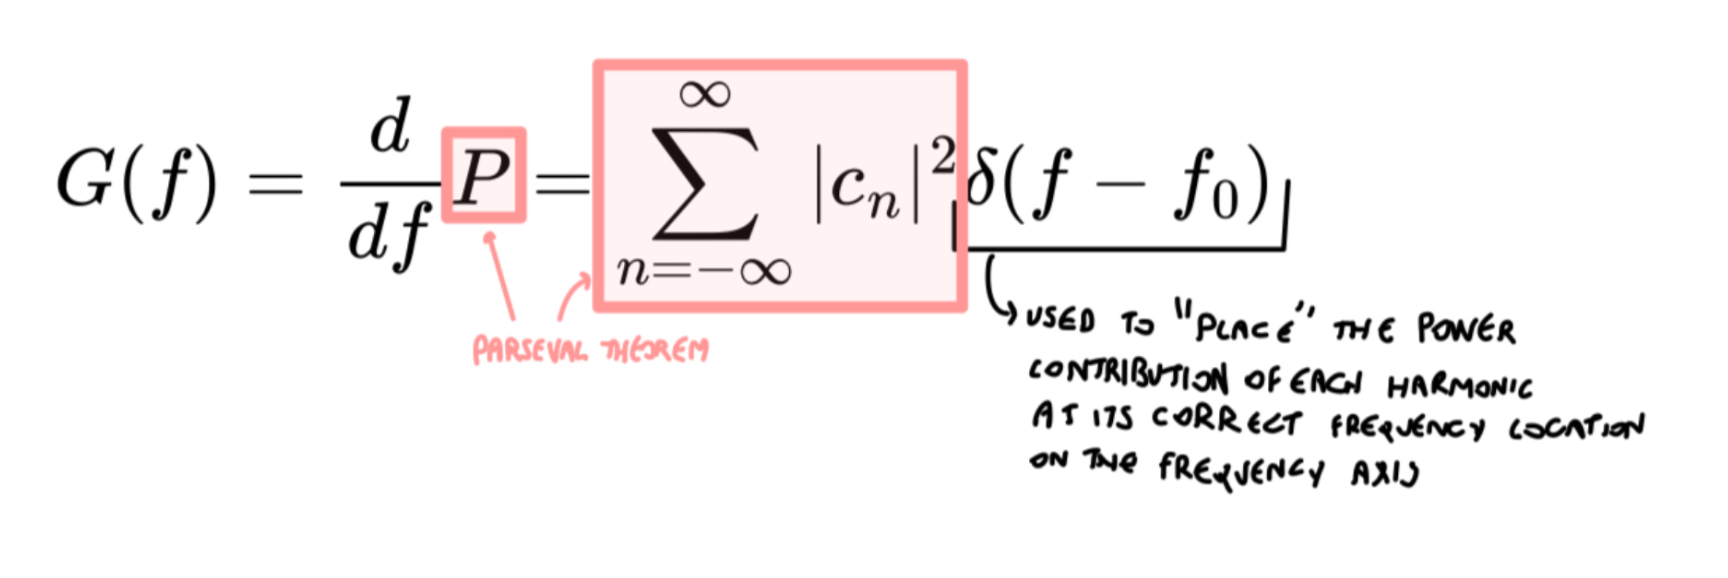 G(f) = d/df P = ∑_{n=-∞}^{∞} |c_n|^2 δ(f − f_0)
PARSEVAL THEOREM
USED TO "PLACE" THE POWER
CONTRIBUTION OF EACH HARMONIC
AT ITS CORRECT FREQUENCY LOCATION
ON THE FREQUENCY AXIS